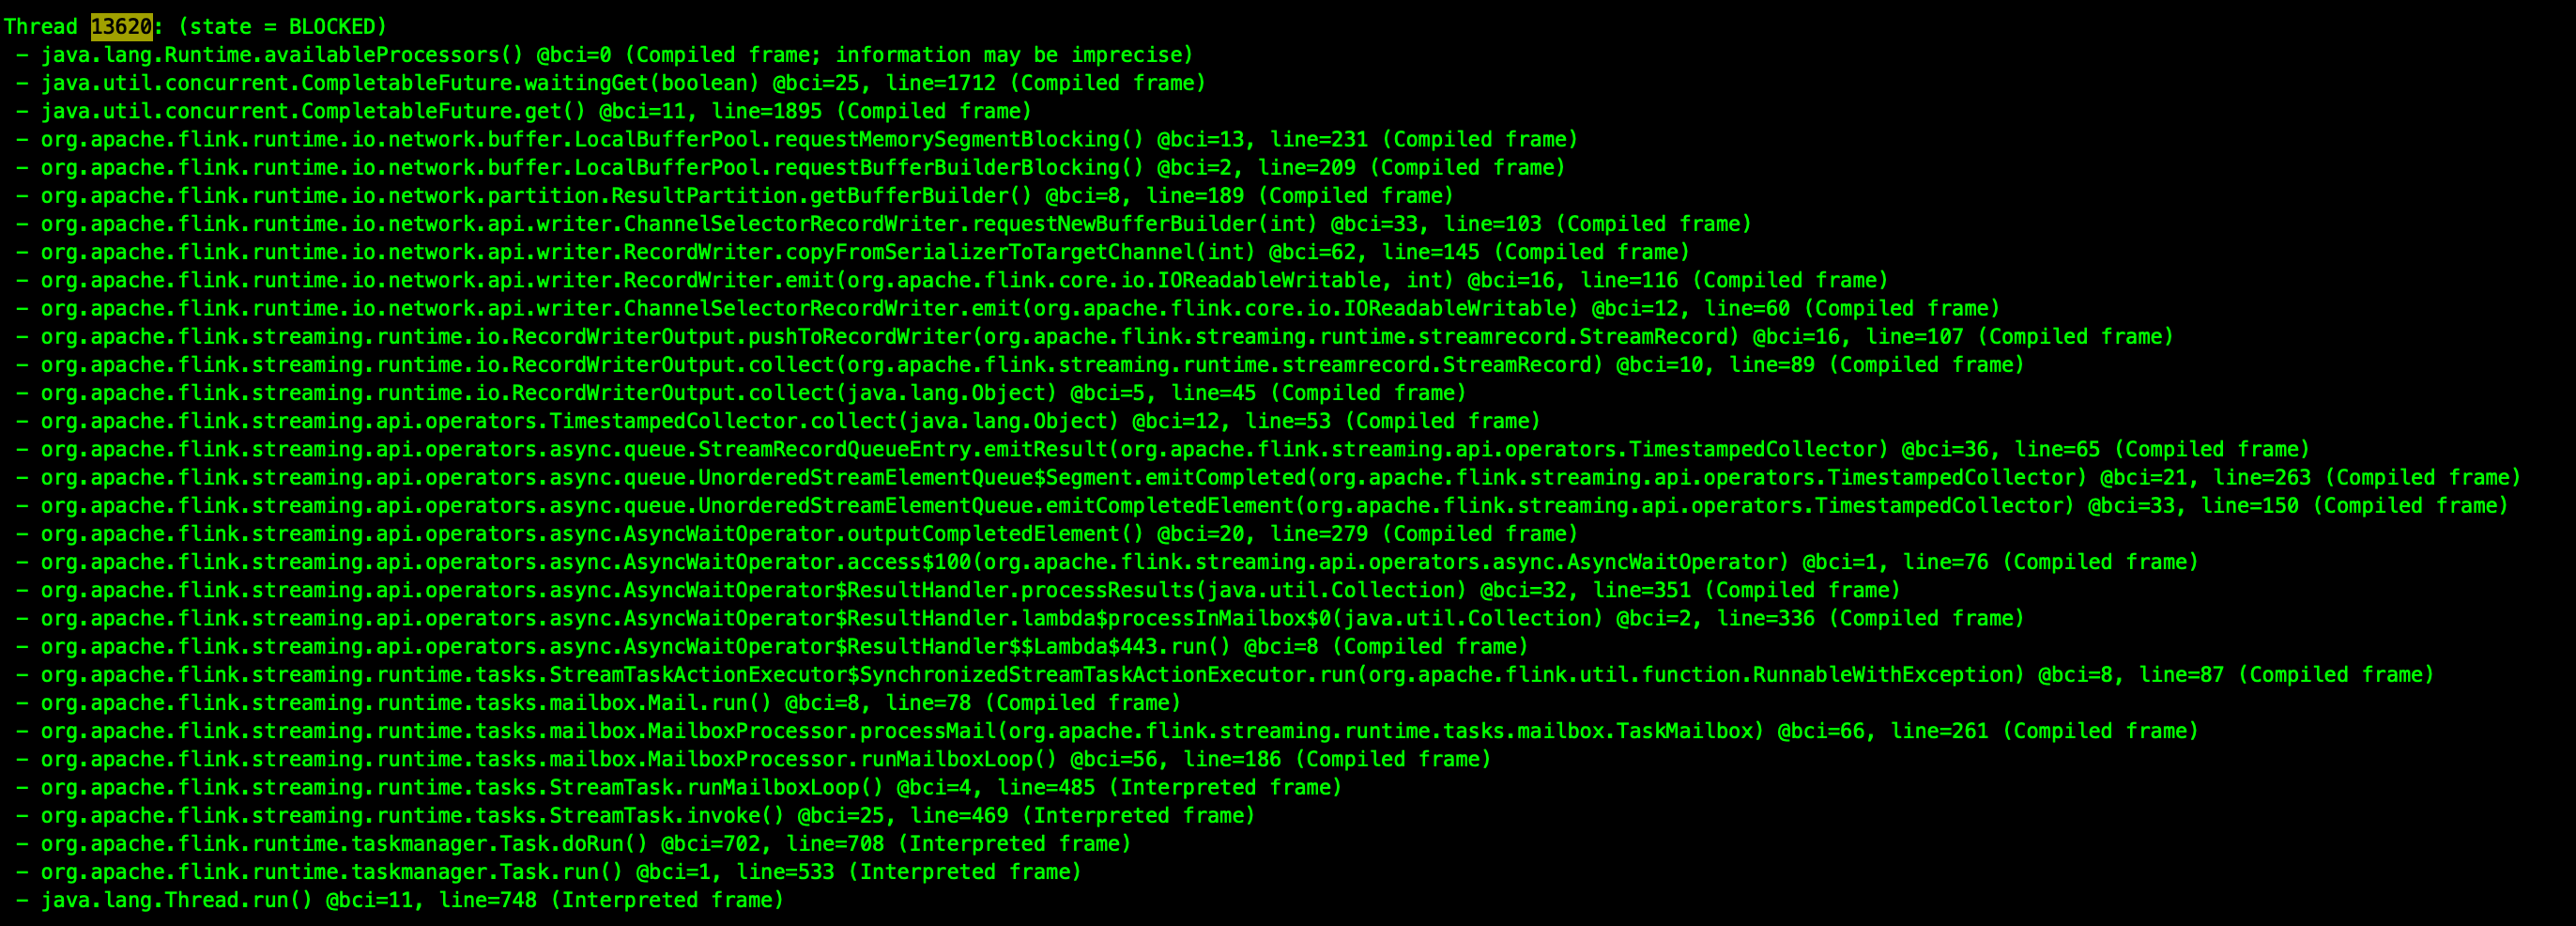 Thread 13620: (state = BLOCKED)
 - java.lang.Runtime.availableProcessors() @bci=0 (Compiled frame; information may be imprecise)
 - java.util.concurrent.CompletableFuture.waitingGet(boolean) @bci=25, line=1712 (Compiled frame)
 - java.util.concurrent.CompletableFuture.get() @bci=11, line=1895 (Compiled frame)
 - org.apache.flink.runtime.io.network.buffer.LocalBufferPool.requestMemorySegmentBlocking() @bci=13, line=231 (Compiled frame)
 - org.apache.flink.runtime.io.network.buffer.LocalBufferPool.requestBufferBuilderBlocking() @bci=2, line=209 (Compiled frame)
 - org.apache.flink.runtime.io.network.partition.ResultPartition.getBufferBuilder() @bci=8, line=189 (Compiled frame)
 - org.apache.flink.runtime.io.network.api.writer.ChannelSelectorRecordWriter.requestNewBufferBuilder(int) @bci=33, line=103 (Compiled frame)
 - org.apache.flink.runtime.io.network.api.writer.RecordWriter.copyFromSerializerToTargetChannel(int) @bci=62, line=145 (Compiled frame)
 - org.apache.flink.runtime.io.network.api.writer.RecordWriter.emit(org.apache.flink.core.io.IOReadableWritable, int) @bci=16, line=116 (Compiled frame)
 - org.apache.flink.runtime.io.network.api.writer.ChannelSelectorRecordWriter.emit(org.apache.flink.core.io.IOReadableWritable) @bci=12, line=60 (Compiled frame)
 - org.apache.flink.streaming.runtime.io.RecordWriterOutput.pushToRecordWriter(org.apache.flink.streaming.runtime.streamrecord.StreamRecord) @bci=16, line=107 (Compiled frame)
 - org.apache.flink.streaming.runtime.io.RecordWriterOutput.collect(org.apache.flink.streaming.runtime.streamrecord.StreamRecord) @bci=10, line=89 (Compiled frame)
 - org.apache.flink.streaming.runtime.io.RecordWriterOutput.collect(java.lang.Object) @bci=5, line=45 (Compiled frame)
 - org.apache.flink.streaming.api.operators.TimestampedCollector.collect(java.lang.Object) @bci=12, line=53 (Compiled frame)
 - org.apache.flink.streaming.api.operators.async.queue.StreamRecordQueueEntry.emitResult(org.apache.flink.streaming.api.operators.TimestampedCollector) @bci=36, line=65 (Compiled frame)
 - org.apache.flink.streaming.api.operators.async.queue.UnorderedStreamElementQueue$Segment.emitCompleted(org.apache.flink.streaming.api.operators.TimestampedCollector) @bci=21, line=263 (Compiled frame)
 - org.apache.flink.streaming.api.operators.async.queue.UnorderedStreamElementQueue.emitCompletedElement(org.apache.flink.streaming.api.operators.TimestampedCollector) @bci=33, line=150 (Compiled frame)
 - org.apache.flink.streaming.api.operators.async.AsyncWaitOperator.outputCompletedElement() @bci=20, line=279 (Compiled frame)
 - org.apache.flink.streaming.api.operators.async.AsyncWaitOperator.access$100(org.apache.flink.streaming.api.operators.async.AsyncWaitOperator) @bci=1, line=76 (Compiled frame)
 - org.apache.flink.streaming.api.operators.async.AsyncWaitOperator$ResultHandler.processResults(java.util.Collection) @bci=32, line=351 (Compiled frame)
 - org.apache.flink.streaming.api.operators.async.AsyncWaitOperator$ResultHandler.lambda$processInMailbox$0(java.util.Collection) @bci=2, line=336 (Compiled frame)
 - org.apache.flink.streaming.api.operators.async.AsyncWaitOperator$ResultHandler$$Lambda$443.run() @bci=8 (Compiled frame)
 - org.apache.flink.streaming.runtime.tasks.StreamTaskActionExecutor$SynchronizedStreamTaskActionExecutor.run(org.apache.flink.util.function.RunnableWithException) @bci=8, line=87 (Compiled frame)
 - org.apache.flink.streaming.runtime.tasks.mailbox.Mail.run() @bci=8, line=78 (Compiled frame)
 - org.apache.flink.streaming.runtime.tasks.mailbox.MailboxProcessor.processMail(org.apache.flink.streaming.runtime.tasks.mailbox.TaskMailbox) @bci=66, line=261 (Compiled frame)
 - org.apache.flink.streaming.runtime.tasks.mailbox.MailboxProcessor.runMailboxLoop() @bci=56, line=186 (Compiled frame)
 - org.apache.flink.streaming.runtime.tasks.StreamTask.runMailboxLoop() @bci=4, line=485 (Interpreted frame)
 - org.apache.flink.streaming.runtime.tasks.StreamTask.invoke() @bci=25, line=469 (Interpreted frame)
 - org.apache.flink.runtime.taskmanager.Task.doRun() @bci=702, line=708 (Interpreted frame)
 - org.apache.flink.runtime.taskmanager.Task.run() @bci=1, line=533 (Interpreted frame)
 - java.lang.Thread.run() @bci=11, line=748 (Interpreted frame)